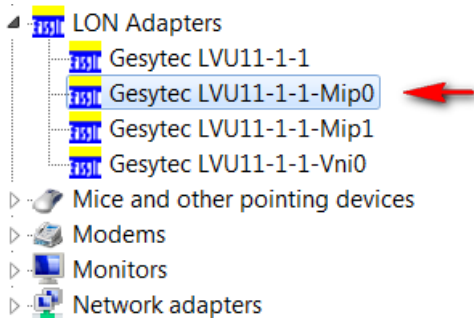 LON Adapters
Gesytec LVU11-1-1
Gesytec LVU11-1-1-Mip0
Gesytec LVU11-1-1-Mip1
Gesytec LVU11-1-1-Vni0
Mice and other pointing devices
Modems
Monitors
Network adapters